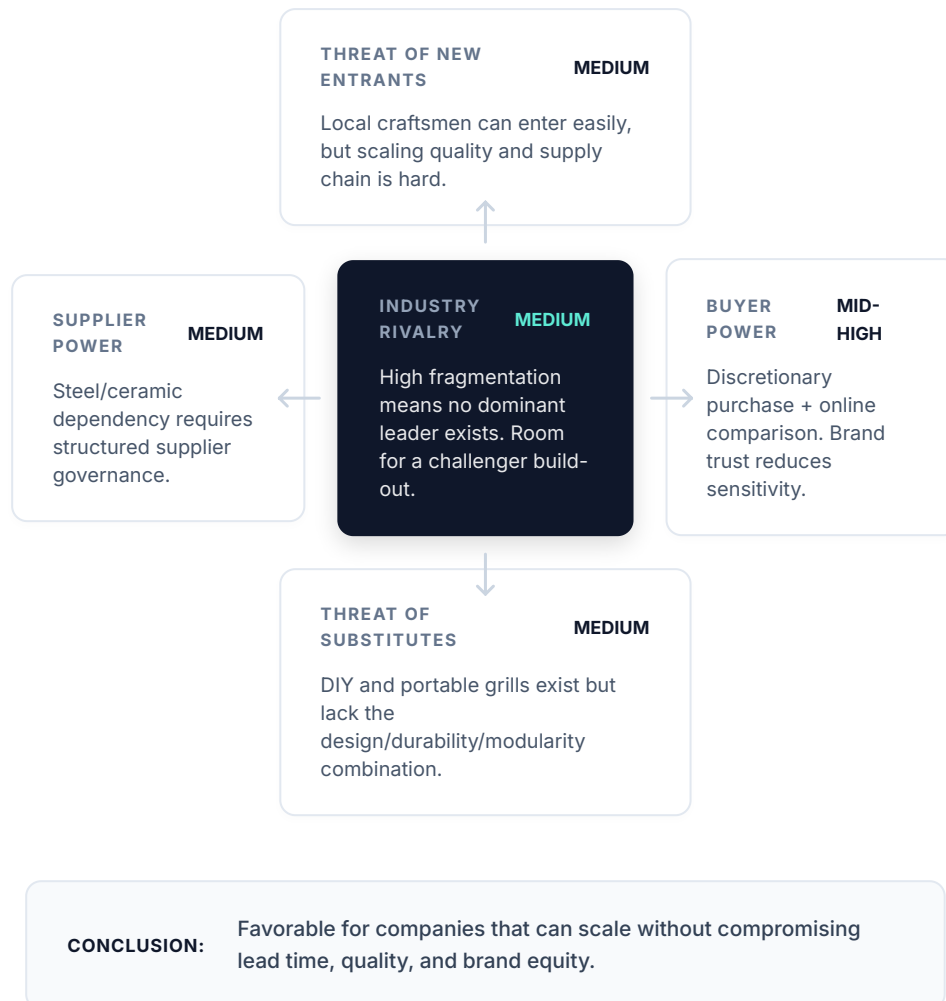 THREAT OF NEW
ENTRANTS
MEDIUM
Local craftsmen can enter easily,
but scaling quality and supply
chain is hard.
SUPPLIER
POWER
MEDIUM
Steel/ceramic
dependency requires
structured supplier
governance.
INDUSTRY
RIVALRY
MEDIUM
High fragmentation
means no dominant
leader exists. Room
for a challenger build-
out.
BUYER
POWER
MID-
HIGH
Discretionary
purchase + online
comparison. Brand
trust reduces
sensitivity.
THREAT OF
SUBSTITUTES
MEDIUM
DIY and portable grills exist but
lack the
design/durability/modularity
combination.
CONCLUSION:
Favorable for companies that can scale without compromising
lead time, quality, and brand equity.